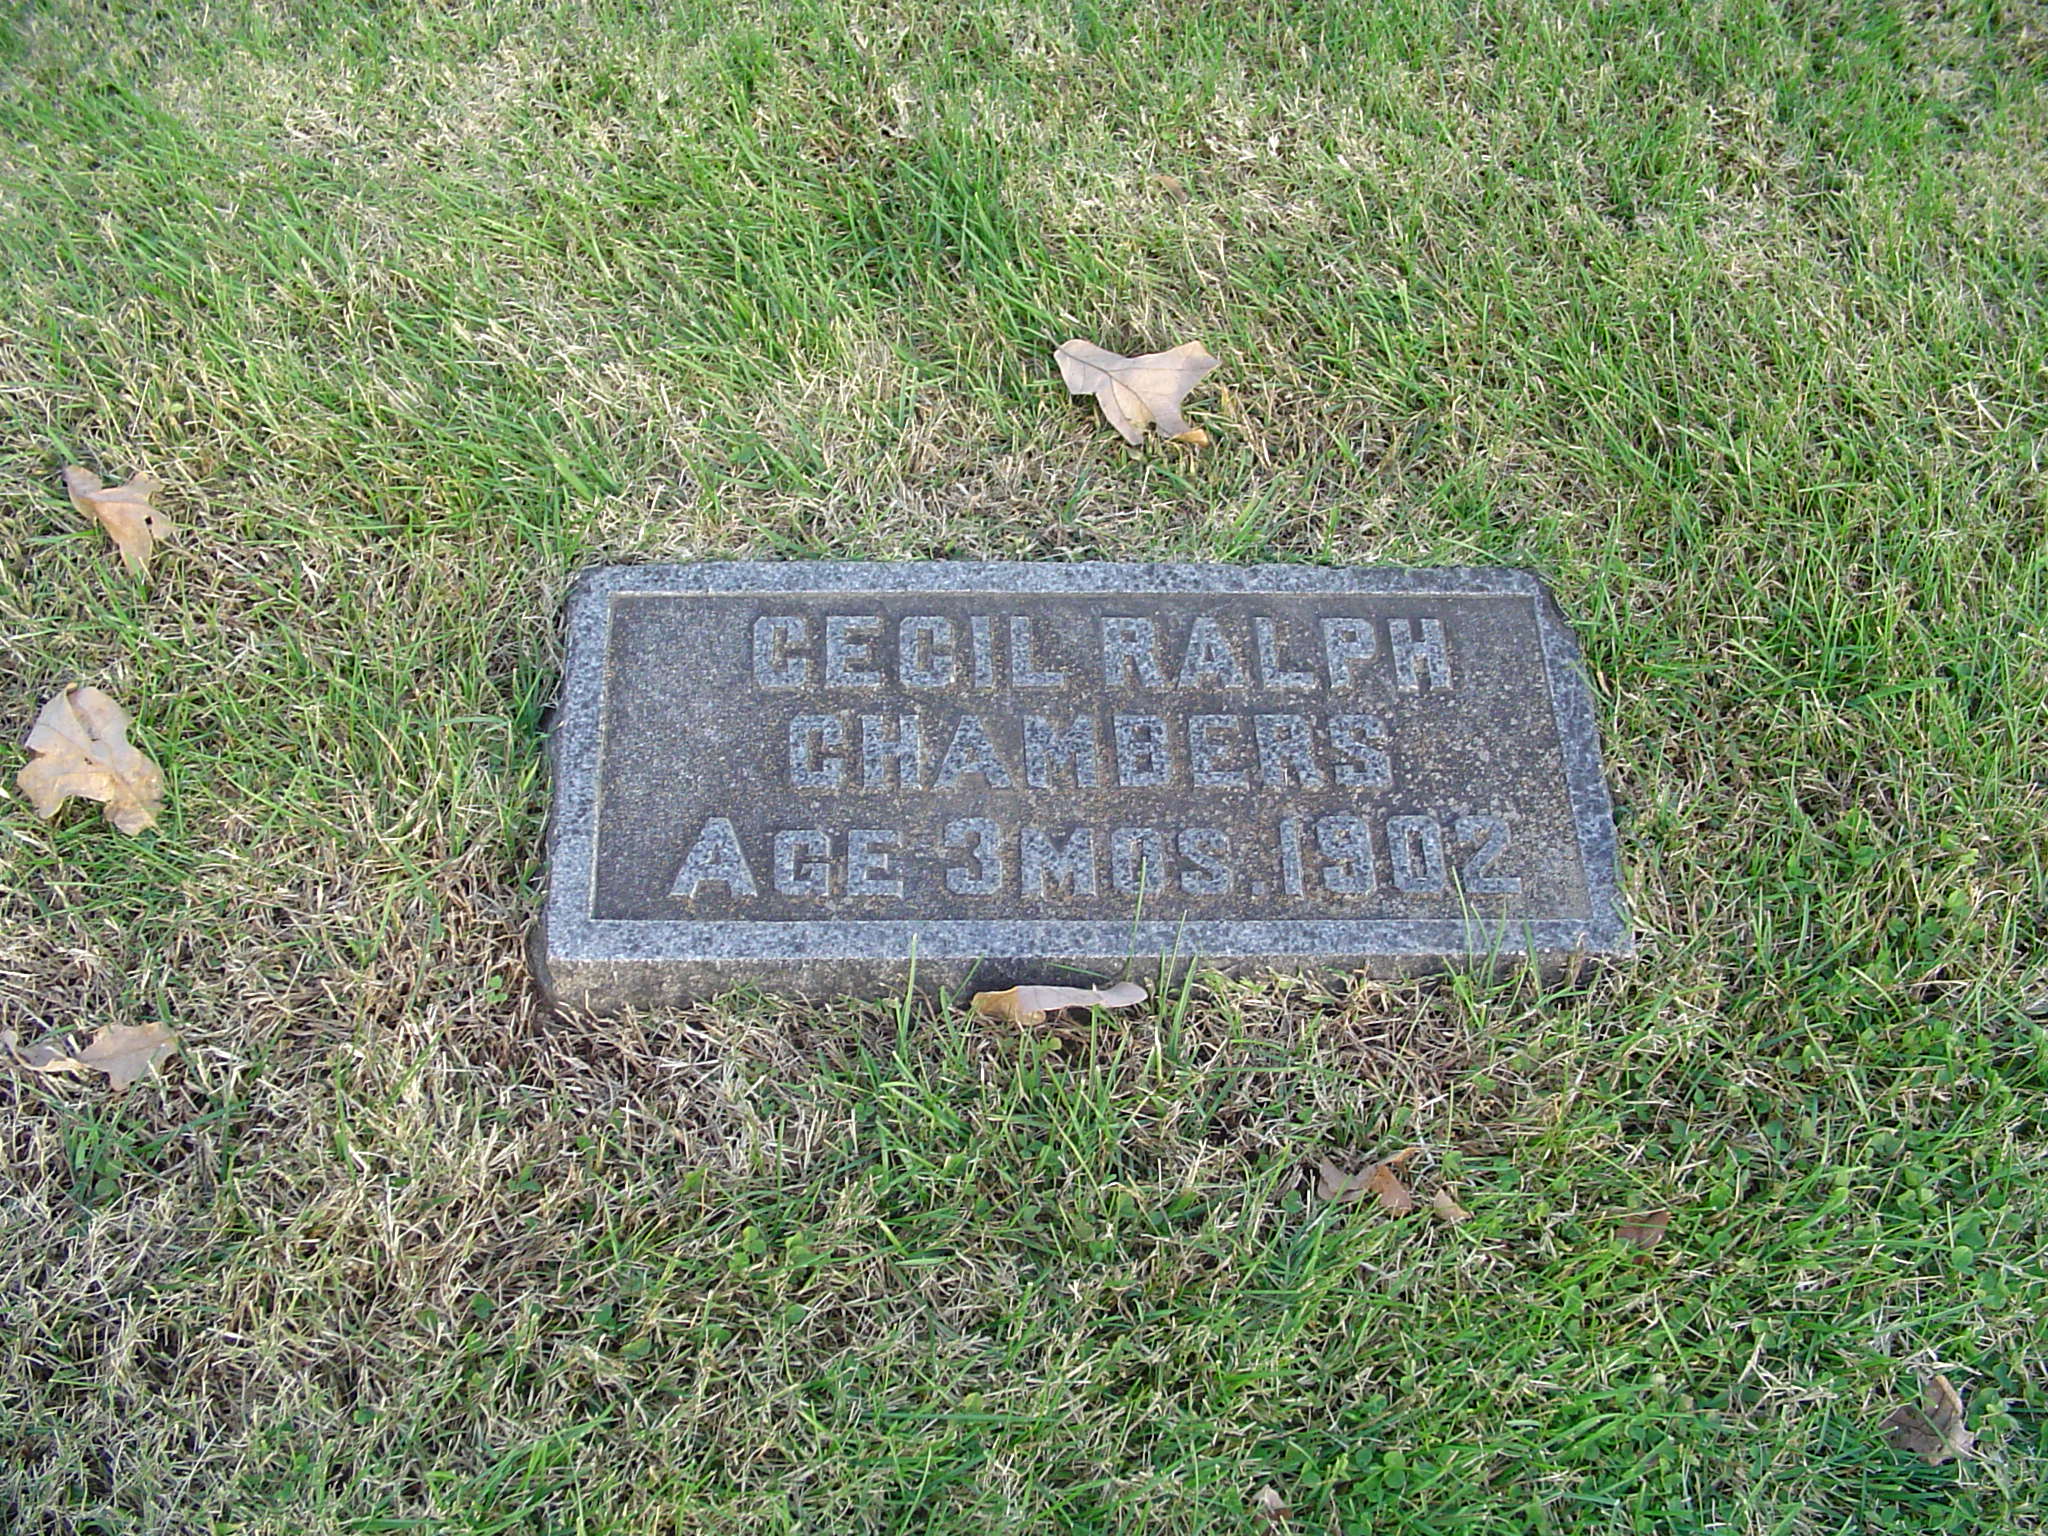 CECIL RALPH
CHAMBERS
AGE 3 MOS. 1902